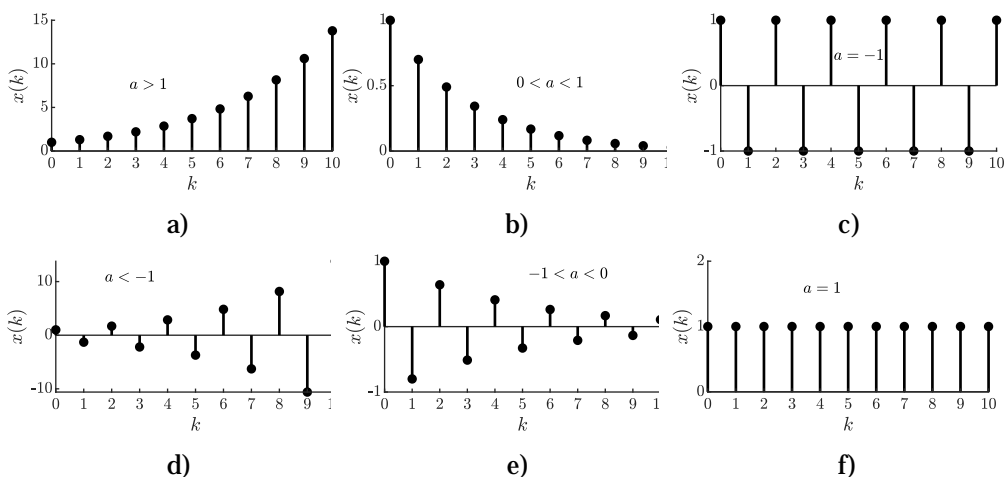 15
10
5
0
x(k)
a > 1
0 1 2 3 4 5 6 7 8 9 10
k
a)
1
0.5
0
x(k)
0 < a < 1
0 1 2 3 4 5 6 7 8 9 1
k
b)
1
0
-1
x(k)
a = −1
0 1 2 3 4 5 6 7 8 9 10
k
c)
10
0
-10
x(k)
a < −1
0 1 2 3 4 5 6 7 8 9 1
k
d)
1
0
-1
x(k)
−1 < a < 0
0 1 2 3 4 5 6 7 8 9 1
k
e)
2
1
0
x(k)
a = 1
0 1 2 3 4 5 6 7 8 9 10
k
f)